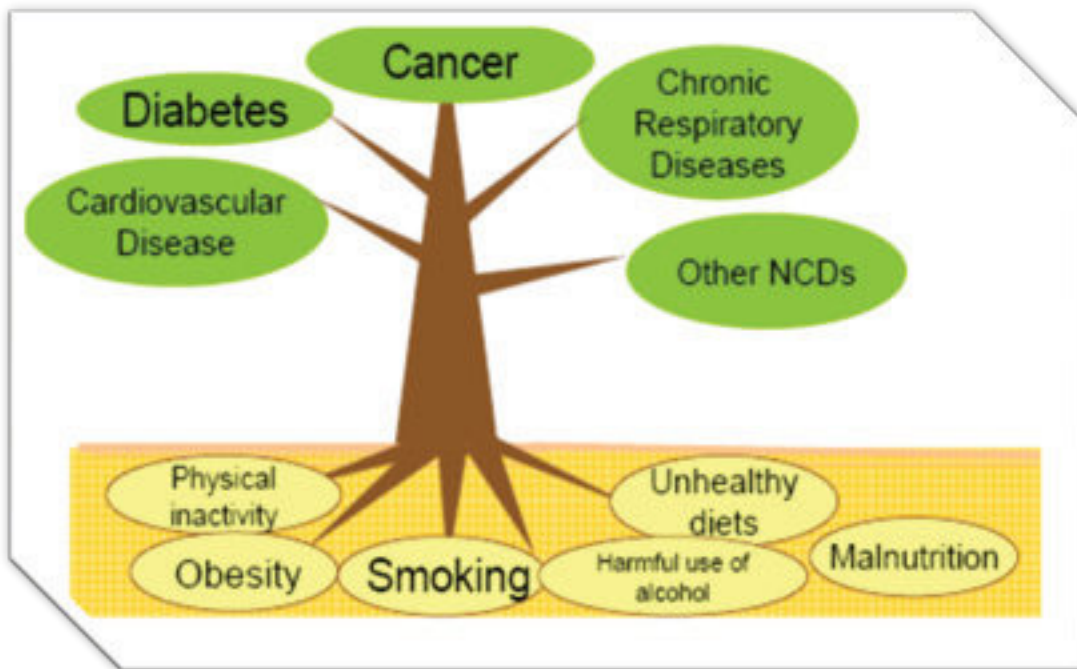 Cancer
Diabetes
Chronic
Respiratory
Diseases
Cardiovascular
Disease
Other NCDs
Physical
inactivity
Unhealthy
diets
Obesity
Smoking
Harmful use of
alcohol
Malnutrition